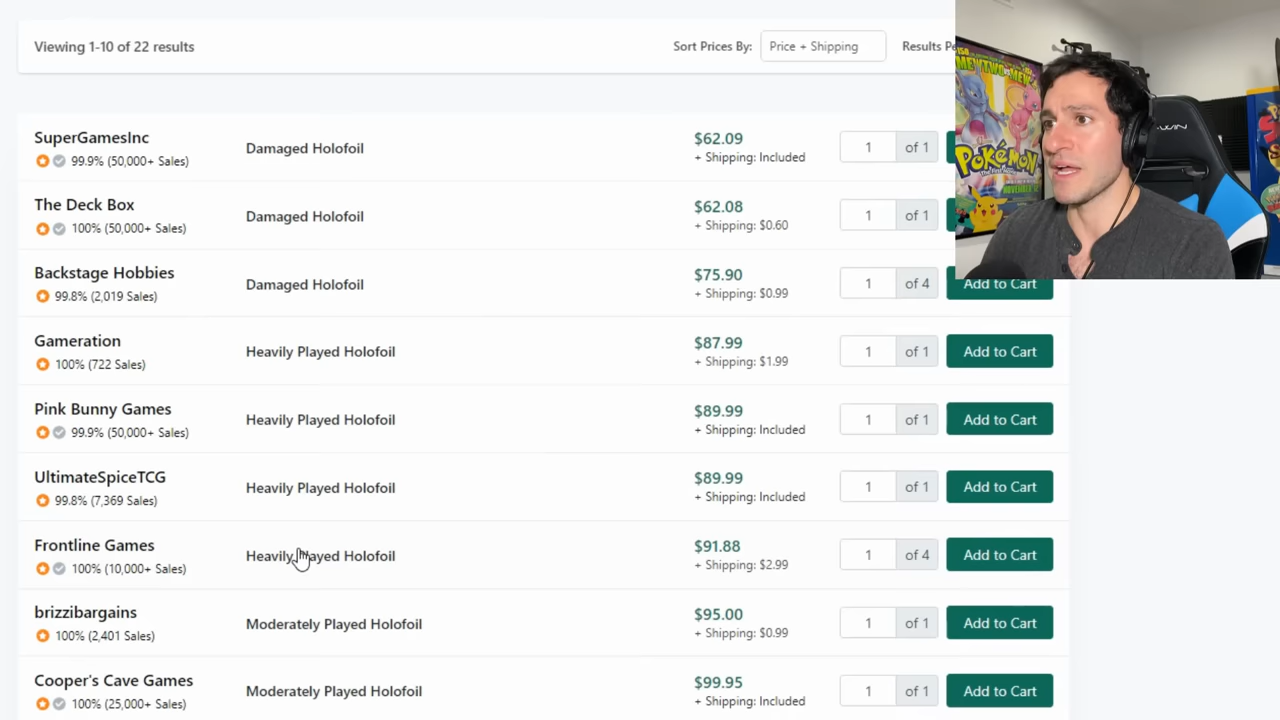 Viewing 1-10 of 22 results
Sort Prices By:
Price + Shipping
Results
SuperGamesInc
99.9% (50,000+ Sales)
Damaged Holofoil
$62.09
+ Shipping: Included
1 of 1
The Deck Box
100% (50,000+ Sales)
Damaged Holofoil
$62.08
+ Shipping: $0.60
1 of 1
Backstage Hobbies
99.8% (2,019 Sales)
Damaged Holofoil
$75.90
+ Shipping: $0.99
1 of 4
Add to Cart
Gameration
100% (722 Sales)
Heavily Played Holofoil
$87.99
+ Shipping: $1.99
1 of 1
Add to Cart
Pink Bunny Games
99.9% (50,000+ Sales)
Heavily Played Holofoil
$89.99
+ Shipping: Included
1 of 1
Add to Cart
UltimateSpiceTCG
99.8% (7,369 Sales)
Heavily Played Holofoil
$89.99
+ Shipping: Included
1 of 1
Add to Cart
Frontline Games
100% (10,000+ Sales)
Heavily Played Holofoil
$91.88
+ Shipping: $2.99
1 of 4
Add to Cart
brizzibargains
100% (2,401 Sales)
Moderately Played Holofoil
$95.00
+ Shipping: $0.99
1 of 1
Add to Cart
Cooper's Cave Games
100% (25,000+ Sales)
Moderately Played Holofoil
$99.95
+ Shipping: Included
1 of 1
Add to Cart
MEWTWO
MEW
Pokémon